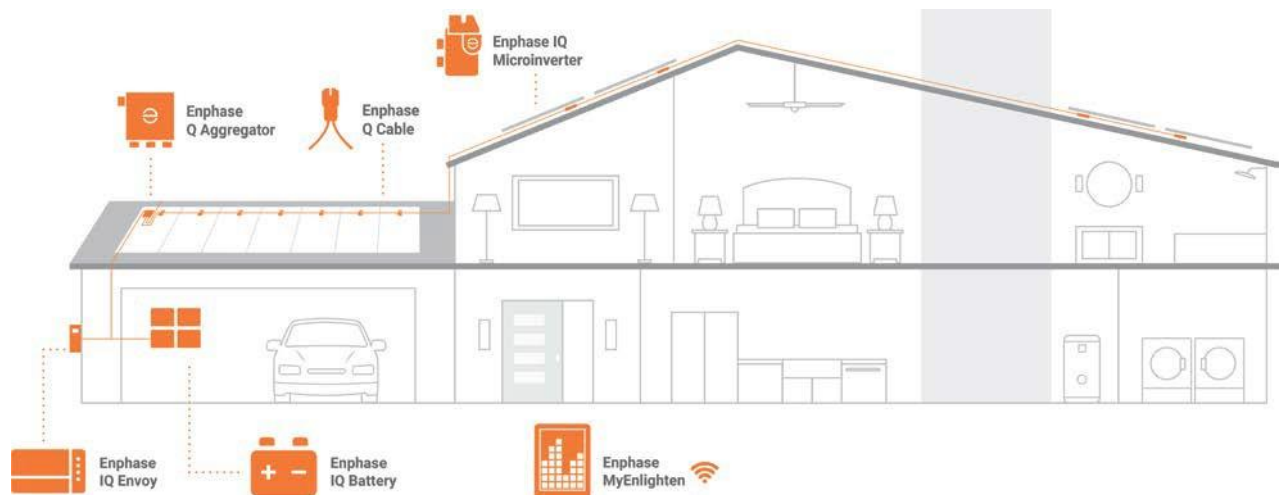 Enphase IQ
Microinverter
Enphase
Q Aggregator
Enphase
Q Cable
Enphase
IQ Envoy
Enphase
IQ Battery
Enphase
MyEnlighten